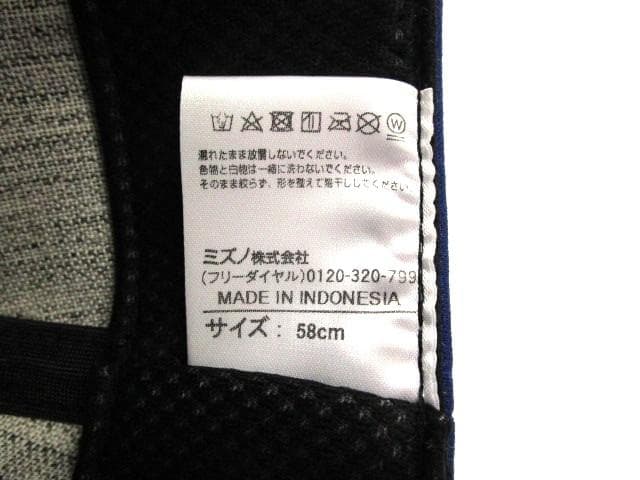 濡れたまま放置しないでください。
色物と白物は一緒に洗わないでください。
そのまま絞らず、形を整えて陰干ししてください。
ミズノ株式会社
(フリーダイヤル)0120-320-799
MADE IN INDONESIA
サイズ： 58cm